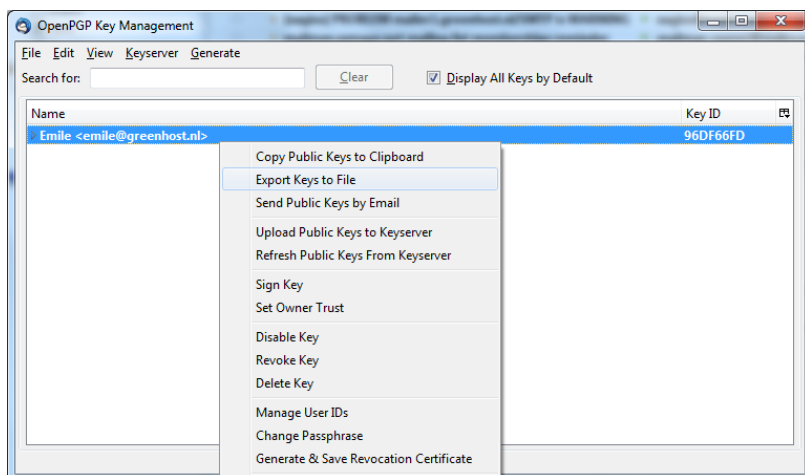 OpenPGP Key Management
File Edit View Keyserver Generate
Search for: Clear Display All Keys by Default
Name Key ID
Emile <emile@greenhost.nl> 96DF66FD
Copy Public Keys to Clipboard
Export Keys to File
Send Public Keys by Email
Upload Public Keys to Keyserver
Refresh Public Keys From Keyserver
Sign Key
Set Owner Trust
Disable Key
Revoke Key
Delete Key
Manage User IDs
Change Passphrase
Generate & Save Revocation Certificate